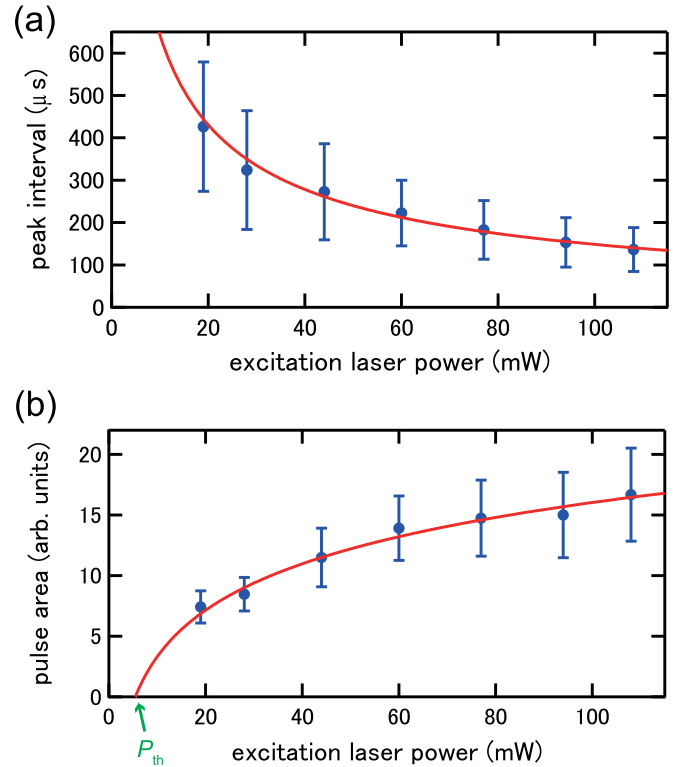 (a)
peak interval (μs)
600
500
400
300
200
100
0
0 20 40 60 80 100
excitation laser power (mW)
(b)
pulse area (arb. units)
20
15
10
5
0
20 40 60 80 100
P th
excitation laser power (mW)